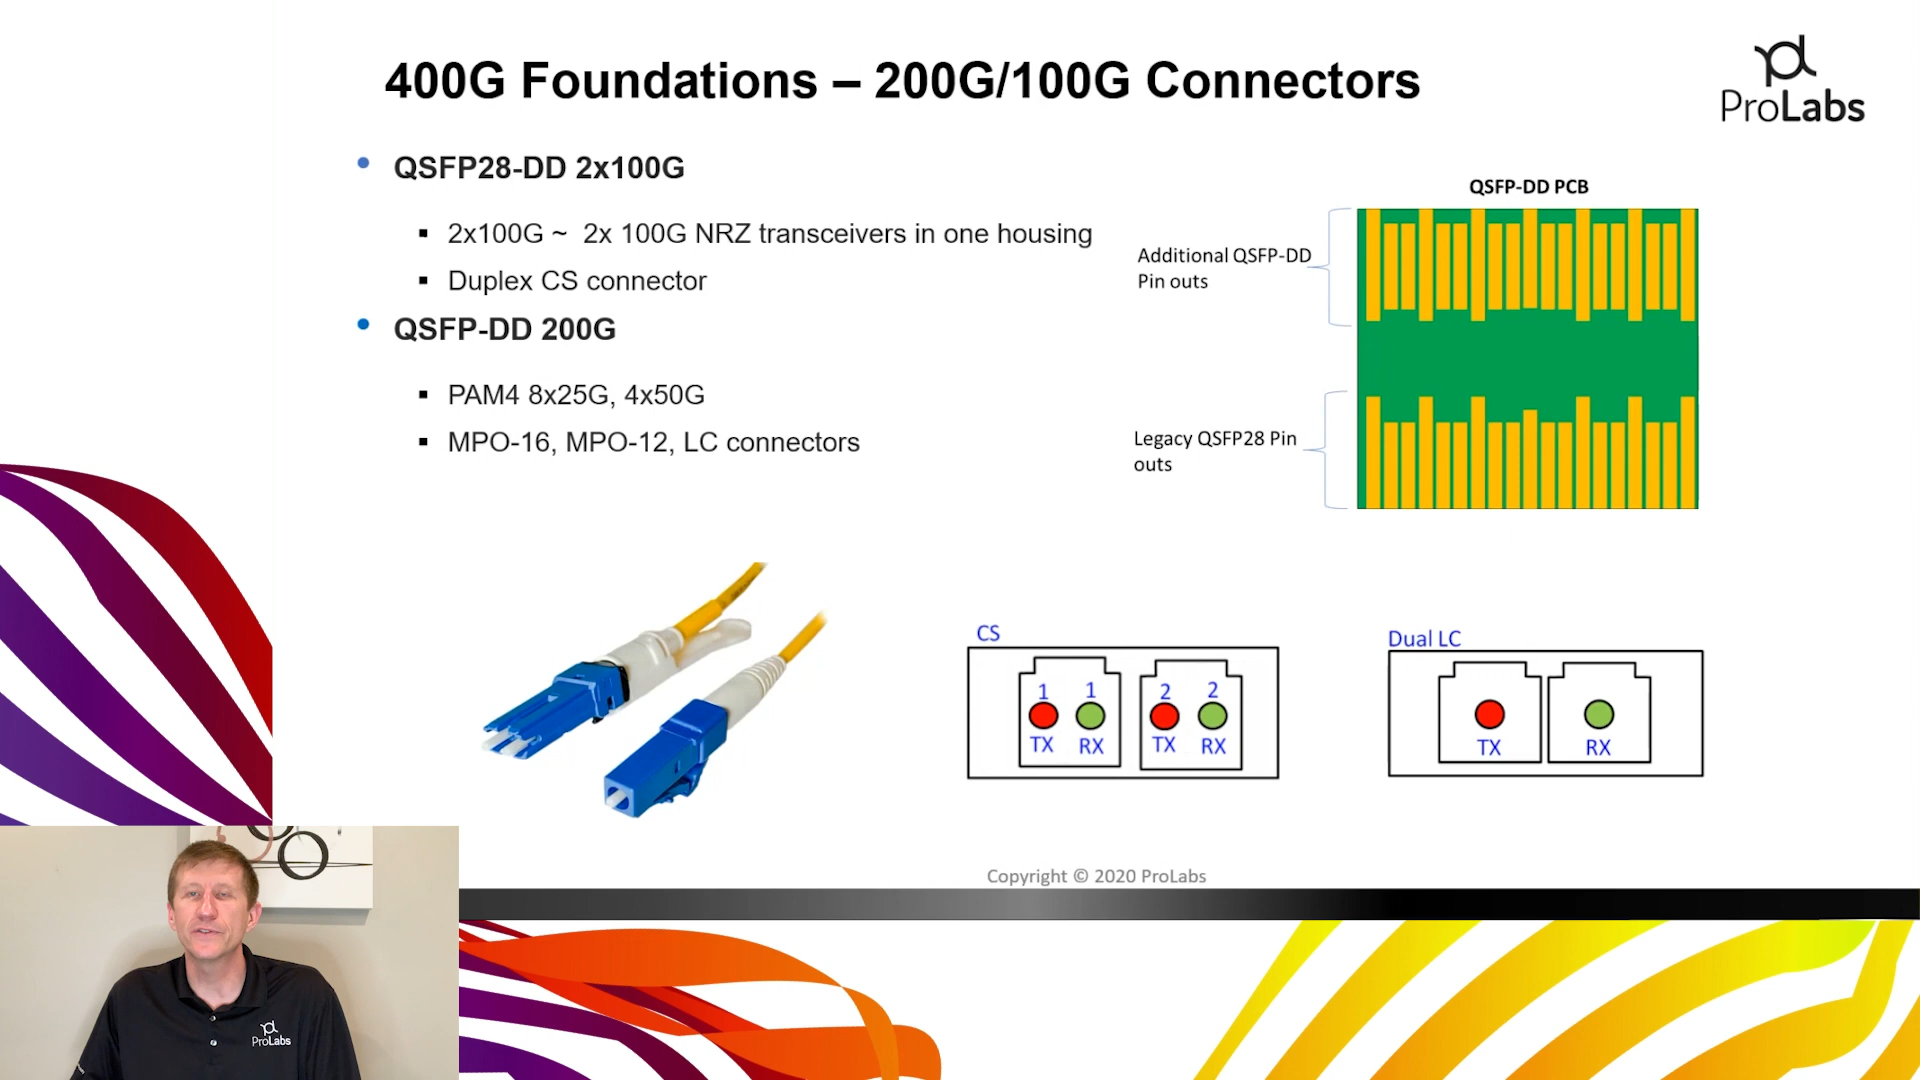 400G Foundations – 200G/100G Connectors
ProLabs
QSFP28-DD 2x100G
2x100G ~ 2x 100G NRZ transceivers in one housing
Duplex CS connector
QSFP-DD 200G
PAM4 8x25G, 4x50G
MPO-16, MPO-12, LC connectors
QSFP-DD PCB
Additional QSFP-DD
Pin outs
Legacy QSFP28 Pin
outs
CS
1 1 2 2
TX RX TX RX
Dual LC
TX RX
Copyright © 2020 ProLabs
ProLabs